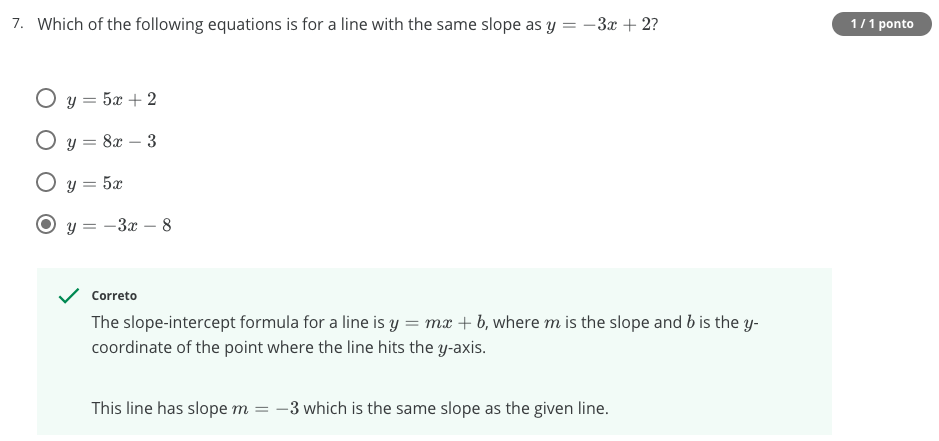 7. Which of the following equations is for a line with the same slope as y = −3x + 2?
1 / 1 ponto
y = 5x + 2
y = 8x − 3
y = 5x
y = −3x − 8
Correto
The slope-intercept formula for a line is y = mx + b, where m is the slope and b is the y-
coordinate of the point where the line hits the y-axis.
This line has slope m = −3 which is the same slope as the given line.